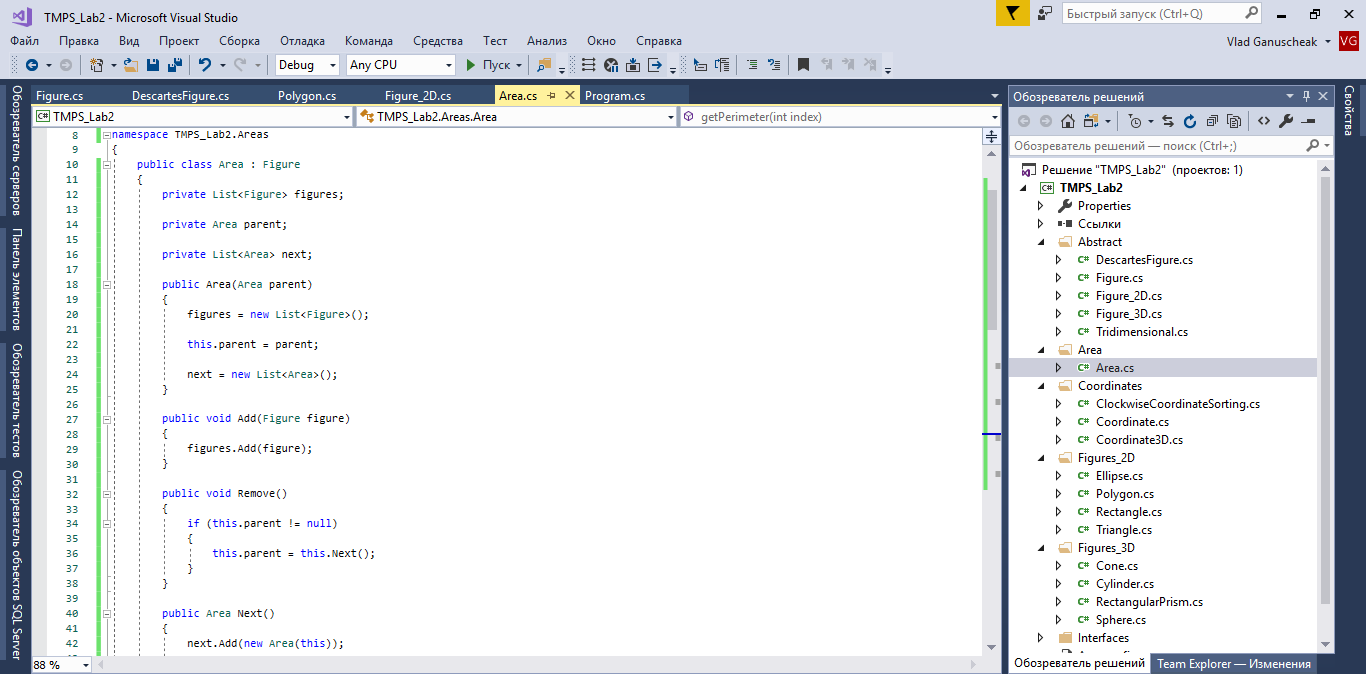 TMPS_Lab2 - Microsoft Visual Studio
Быстрый запуск (Ctrl+Q)
Файл Правка Вид Проект Сборка Отладка Команда Средства Тест Анализ Окно Справка
Vlad Ganuscheak VG
Debug Any CPU Пуск
Figure.cs DescartesFigure.cs Polygon.cs Figure_2D.cs Area.cs Program.cs
C# TMPS_Lab2 TMPS_Lab2.Areas.Area getPerimeter(int index)
8 namespace TMPS_Lab2.Areas
9 {
10 public class Area : Figure
11 {
12 private List<Figure> figures;
13
14 private Area parent;
15
16 private List<Area> next;
17
18 public Area(Area parent)
19 {
20 figures = new List<Figure>();
21
22 this.parent = parent;
23
24 next = new List<Area>();
25 }
26
27 public void Add(Figure figure)
28 {
29 figures.Add(figure);
30 }
31
32 public void Remove()
33 {
34 if (this.parent != null)
35 {
36 this.parent = this.Next();
37 }
38 }
39
40 public Area Next()
41 {
42 next.Add(new Area(this));
88 %
Обозреватель серверов
Панель элементов
Обозреватель тестов
Обозреватель объектов SQL Server
Обозреватель решений
Обозреватель решений — поиск (Ctrl+;)
Решение "TMPS_Lab2" (проектов: 1)
C# TMPS_Lab2
Properties
Ссылки
Abstract
C# DescartesFigure.cs
C# Figure.cs
C# Figure_2D.cs
C# Figure_3D.cs
C# Tridimensional.cs
Area
C# Area.cs
Coordinates
C# ClockwiseCoordinateSorting.cs
C# Coordinate.cs
C# Coordinate3D.cs
Figures_2D
C# Ellipse.cs
C# Polygon.cs
C# Rectangle.cs
C# Triangle.cs
Figures_3D
C# Cone.cs
C# Cylinder.cs
C# RectangularPrism.cs
C# Sphere.cs
Interfaces
Обозреватель решений Team Explorer — Изменения
Свойства